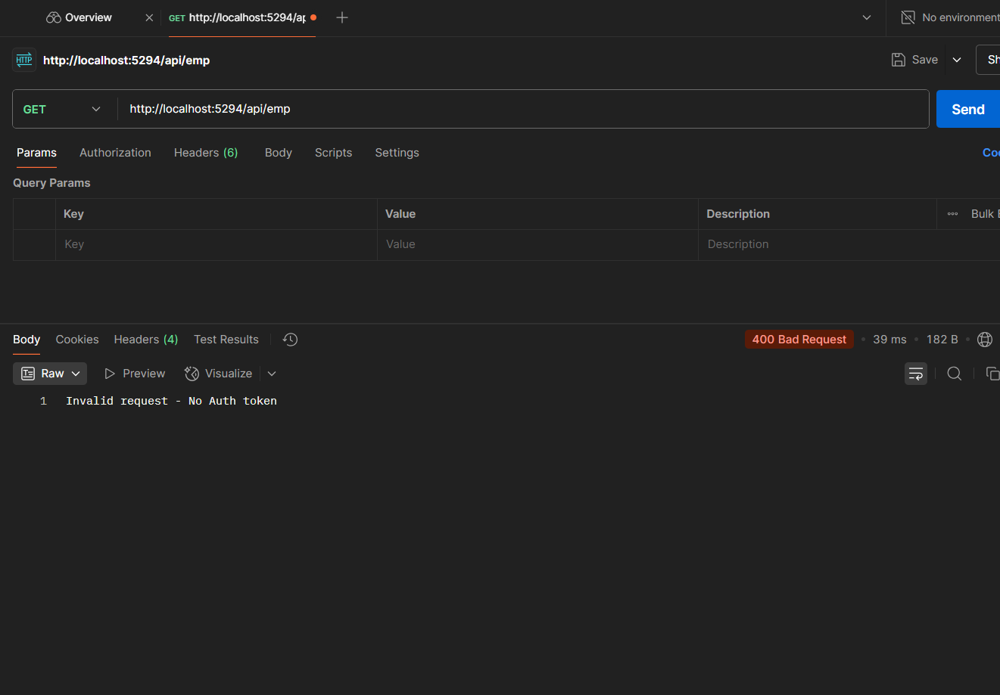 Overview
GET http://localhost:5294/ap
No environment
HTTP http://localhost:5294/api/emp
Save
Sh
GET http://localhost:5294/api/emp
Send
Params Authorization Headers (6) Body Scripts Settings
Coo
Query Params
Key Value Description
Bulk E
Key Value Description
Body Cookies Headers (4) Test Results
400 Bad Request • 39 ms • 182 B •
Raw Preview Visualize
1 Invalid request - No Auth token